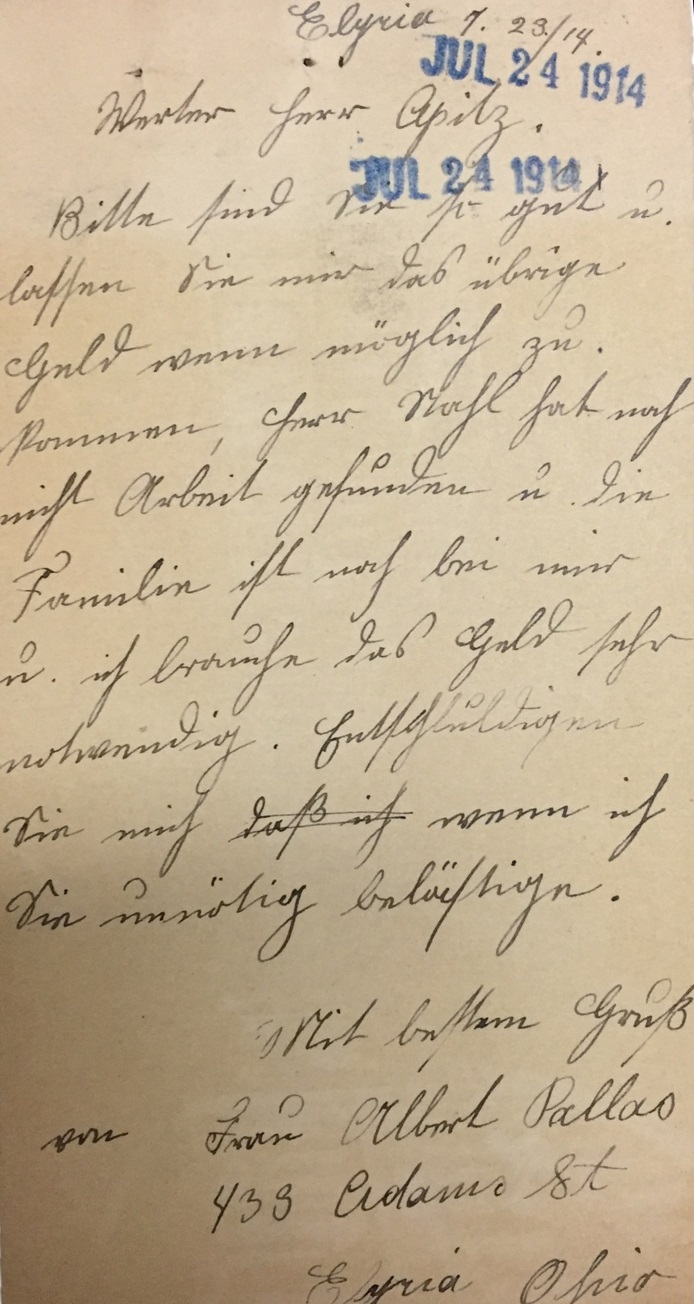 Elyria 7. 23./14.
JUL 24 1914
Werter Herr Apitz.
JUL 24 1914
Bitte sind Sie so gut u.
lassen Sie mir das übrige
Geld wenn möglich zu.
kommen, Herr Stahl hat noch
nicht Arbeit gefunden u. die
Familie ist noch bei mir
u. ich brauche das Geld sehr
notwendig. Entschuldigen
Sie mich daß ich wenn ich
Sie unnötig belästige.
Mit bestem Gruß
von Frau Albert Pallas
433 Adams St
Elyria Ohio